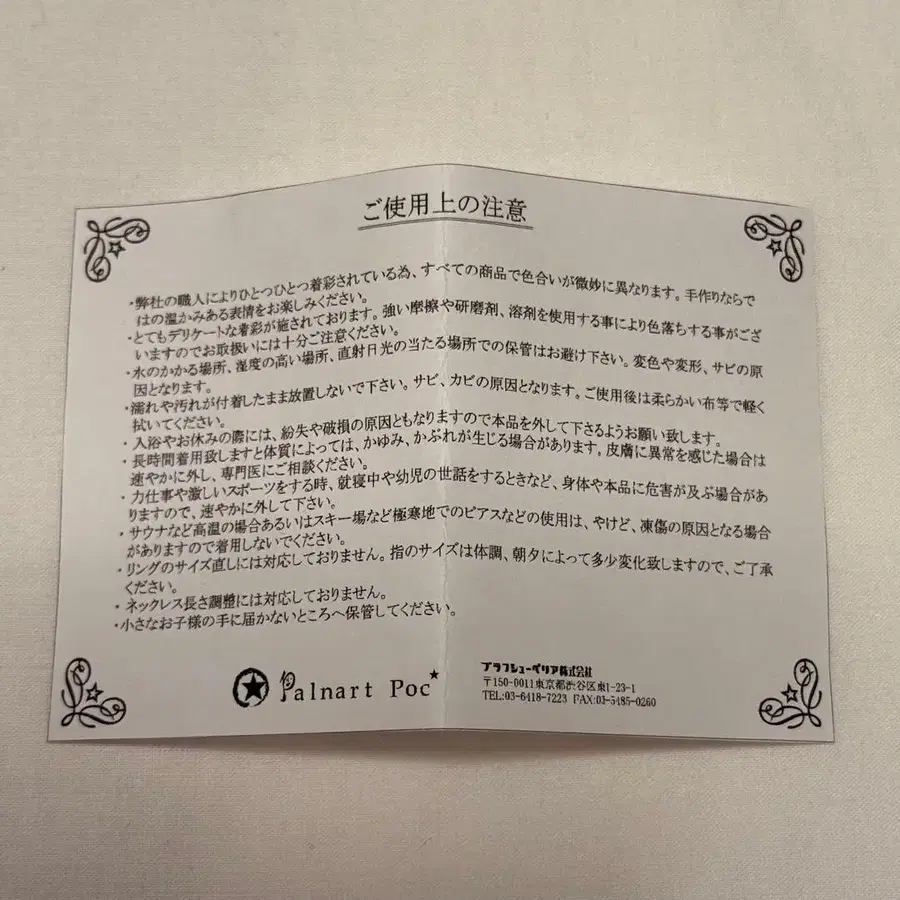 ご使用上の注意
・弊社の職人によりひとつひとつ着彩されている為、すべての商品で色合いが微妙に異なります。手作りならで
はの温かみある表情をお楽しみください。
・とてもデリケートな着彩が施されております。強い摩擦や研磨剤、溶剤を使用する事により色落ちする事がござ
いますのでお取扱いには十分ご注意ください。
・水のかかる場所、湿度の高い場所、直射日光の当たる場所での保管はお避け下さい。変色や変形、サビの原
因となります。
・濡れや汚れが付着したまま放置しないで下さい。サビ、カビの原因となります。ご使用後は柔らかい布等で軽く
拭いてください。
・入浴やお休みの際には、紛失や破損の原因ともなりますので本品を外して下さるようお願い致します。
・長時間着用致しますと体質によっては、かゆみ、かぶれが生じる場合があります。皮膚に異常を感じた場合は
速やかに外し、専門医にご相談ください。
・力仕事や激しいスポーツをする時、就寝中や幼児の世話をするときなど、身体や本品に危害が及ぶ場合があ
りますので、速やかに外して下さい。
・サウナなど高温の場合あるいはスキー場など極寒地でのピアスなどの使用は、やけど、凍傷の原因となる場合
がありますので着用しないでください。
・リングのサイズ直しには対応しておりません。指のサイズは体調、朝夕によって多少変化致しますので、ご了承
ください。
・ネックレス長さ調整には対応しておりません。
・小さなお子様の手に届かないところへ保管してください。
Palnart Poc★
プラフシューペリア株式会社
〒150-0011東京都渋谷区東1-23-1
TEL:03-6418-7223 FAX:03-5485-0260